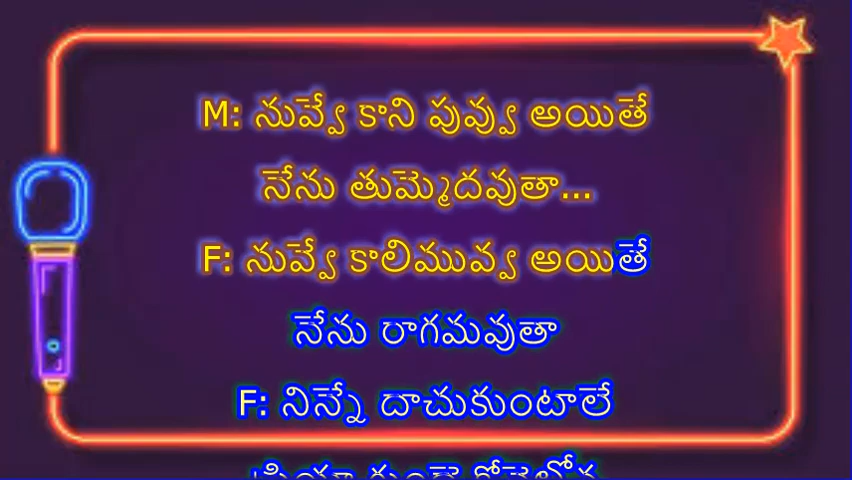 M: నువ్వే కాని పువ్వు అయితే
నేను తుమ్మెదవుతా...
F: నువ్వే కాలిమువ్వ అయితే
నేను రాగమవుతా
F: నిన్నే దాచుకుంటాలే